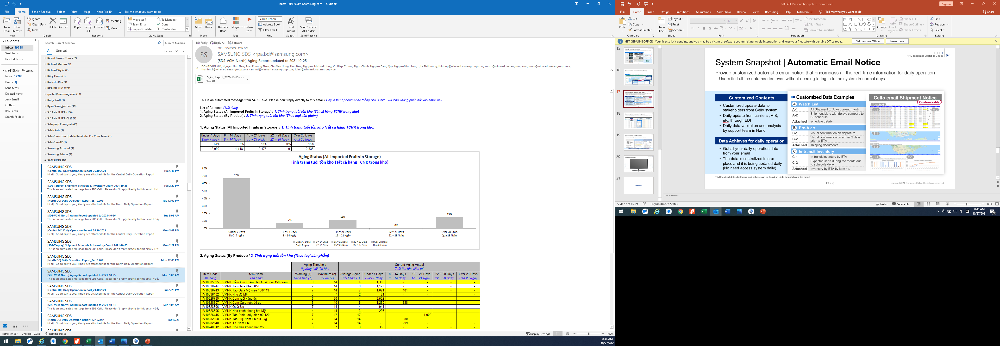 Inbox - dk410.kim@samsung.com - Outlook
File Home Send / Receive Folder View Help Nitro Pro 10 Tell me what you want to do
New Email
New Items
Ignore
Clean Up
Junk
Delete
Archive
Reply
Reply All
Forward
Meeting
More
Move to: ?
Team Email
Reply & Delete
To Manager
Done
Create New
Move
Rules
Unread/ Read
Categorize
Follow Up
Search People
Address Book
Filter Email
Read Aloud
Send/Receive All Folders
New Delete Respond Quick Steps Move Tags Find Speech Send/Receive
Favorites
Inbox 19288
Sent Items
Deleted Items
dk410.kim@sams...
Inbox 19288
Drafts [3]
Sent Items
Deleted Items
Junk Email
Outbox
RSS Feeds
Search Folders
Search Current Mailbox Current Mailbox
All Unread By From
Ricard Basora-Torres (2)
Richard Martins (2)
Richard Wylie (2)
Riley Flores (1)
Roberto Kim (4)
RPA BD RHQ (121)
rpa.bd@samsung.com (13)
Ruby Scott (1)
Ryan Seungjae Lee (19)
S.E.Asia SL IPA (166)
S.E.Asia SL IPA 계정 (2)
Sahaprap Phongsai (46)
Salah Aziz (1)
Salesforce.com Update Reminder For Your Team (1)
SalesforceTF (1)
Samsung Account (1)
Samsung Printer (2)
SAMSUNG SDS
SAMSUNG SDS
[Central DC] Daily Operation Report_25.10.2021 Tue 5:46 PM
Hi all, Good day to you, kindly see attached file for the Central Daily Operation Report
SAMSUNG SDS
[SDS-Targray] Shipment Schedule & Inventory Count 2021-10-26 Tue 2:22 PM
This is an automated message from SDS Cello. Please don't reply directly to this email. List
SAMSUNG SDS
[North DC] Daily Operation Report_25.10.2021 Tue 12:02 PM
Hi all, Good day to you, kindly see attached file for the North Daily Operation Report
SAMSUNG SDS
[SDS-VCM North] Aging Report updated to 2021-10-26 Tue 9:02 AM
This is an automated message from SDS Cello. Please don't reply directly to this email / Đây
SAMSUNG SDS
[Central DC] Daily Operation Report_24.10.2021 Mon 5:02 PM
Hi all, Good day to you, kindly see attached file for the Central Daily Operation Report
SAMSUNG SDS
[SDS-Targray] Shipment Schedule & Inventory Count 2021-10-25 Mon 2:22 PM
This is an automated message from SDS Cello. Please don't reply directly to this email. List
SAMSUNG SDS
[North DC] Daily Operation Report_24.10.2021 Mon 12:03 PM
Hi all, Good day to you, kindly see attached file for the North Daily Operation Report
SAMSUNG SDS
[SDS-VCM North] Aging Report updated to 2021-10-25 Mon 9:02 AM
This is an automated message from SDS Cello. Please don't reply directly to this email / Đây
SAMSUNG SDS
[Central DC] Daily Operation Report_23.10.2021 Sun 5:29 PM
Hi all, Good day to you, kindly see attached file for the Central Daily Operation Report
SAMSUNG SDS
[SDS-VCM North] Aging Report updated to 2021-10-24 Sun 9:02 AM
This is an automated message from SDS Cello. Please don't reply directly to this email / Đây
SAMSUNG SDS
[North DC] Daily Operation Report_22.10.2021 Sat 10/23
Hi all, Good day to you, kindly see attached file for the North Daily Operation Report
SAMSUNG SDS
Items: 19,587 Unread: 19,288 Reminders: 53
Reply Reply All Forward
Mon 10/25/2021 9:02 AM
SS
SAMSUNG SDS <rpa.bd@samsung.com>
[SDS-VCM North] Aging Report updated to 2021-10-25
To DONGKYUN KIM; Nguyen Huu Nam; Tran Phuong Thao; Chu Van Hung; Huu Bang Nguyen; Michael Hong; Vu Hiep; Truong Ngoc Chinh; Nguyen Dang Quy; NguyenMinh Long ; Le Thi Huong; thinhnp@winmart.masangroup.com; soncd@winmart.masangroup.com; locvn@winmart.masangroup.com;
thanhnt2@winmart.masangroup.com; canhnd@winmart.masangroup.com; loinlt@winmart.masangroup.com
Aging Report_2021-10-25.xlsx
976 KB
This is an automated message from SDS Cello. Please don't reply directly to this email / Đây là thư tự động từ hệ thống SDS Cello. Vui lòng không phản hồi vào email này.
List of Contents / Nội dung
1. Aging Status (All Imported Fruits in Storage) / 1. Tình trạng tuổi tồn kho (Tất cả hàng TCNK trong kho)
2. Aging Status (By Product) / 2. Tình trạng tuổi tồn kho (Theo loại sản phẩm)
1. Aging Status (All Imported Fruits in Storage) / 1. Tình trạng tuổi tồn kho (Tất cả hàng TCNK trong kho)
Under 7 Days 8 ~ 14 Days 15 ~ 21 Days 22 ~ 28 Days Over 28 Days
Dưới 7 ngày 8 ~ 14 Ngày 15 ~ 21 Ngày 22 ~ 28 Ngày Quá 28 Ngày
67% 7% 11% 0% 15%
12,990 1,418 2,175 0 2,835
Aging Status (All Imported Fruits in Storage)
Tình trạng tuổi tồn kho (Tất cả hàng TCNK trong kho)
80%
70%
60%
50%
40%
30%
20%
10%
0%
67% 7% 11% 0% 15%
Under 7 Days 8 ~ 14 Days 15 ~ 21 Days 22 ~ 28 Days Over 28 Days
Dưới 7 ngày 8 ~ 14 Ngày 15 ~ 21 Ngày 22 ~ 28 Ngày Quá 28 Ngày
Under 7 Days 8 ~ 14 Days 15 ~ 21 Days 22 ~ 28 Days Over 28 Days
Dưới 7 ngày 8 ~ 14 Ngày 15 ~ 21 Ngày 22 ~ 28 Ngày Quá 28 Ngày
2. Aging Status (By Product) / 2. Tình trạng tuổi tồn kho (Theo loại sản phẩm)
Aging Threshold Current Aging Actual
Ngưỡng tuổi tồn kho Tuổi tồn kho hiện tại
Item Code Item Name Warning (1) Maximum (2) Average Aging Under 7 Days 8 ~ 14 Days 15 ~ 21 Days 22 ~ 28 Days Over 28 Days
Mã hàng Tên hàng Cảnh báo (1) Tối đa (2) Tuổi hàng TB Dưới 7 Ngày 8 ~ 14 Ngày 15 ~ 21 Ngày 22 ~ 28 Ngày Trên 28 Ngày
IV10605625 VMNK Nấm kim châm Hàn Quốc gói 150 gram 3 14 4 1,389 - - - -
IV10638744 VMNK Táo Gala Pháp KVI 7 14 3 1,173 - - - -
IV10638743 VMNK Táo Gala Mỹ size 100/113 7 14 7 1,021 401 - - -
IV10638102 VMNK Nho đỏ Mỹ 3 7 2 24 - - - -
IV10628789 VMNK Cam ruột vàng úc 6 20 4 3,532 - - - -
IV10628507 VMNK Cam Cara ruột đỏ úc 5 10 8 1,250 638 - - -
IV10628506 VMNK Quýt Úc 7 14 4 941 - - - -
IV10628505 VMNK Nho xanh không hạt Mỹ 4 14 3 296 - - - -
IV10626445 VMNK Táo Pink Lady size 90-120 7 17 17 - - 1,002 - -
IV10282168 VMNK Táo Fuji Nam Phi túi 3kg 7 14 14 - 80 - - -
IV10282148 VMNK_Lê Nam Phi 7 14 14 - 299 - - -
IV10240912 VMNK Nho đen không hạt Mỹ 3 7 3 365 - - - -
Display Settings 100%
8:46 AM
10/27/2021
SDS 4PL Presentation.pptx - PowerPoint Sign in
File Home Insert Design Transitions Animations Slide Show Review View Recording Help Nitro Pro 10 Tell me what you want to do Share
Paste
Cut
Copy
Format Painter
New Slide
Layout
Reset
Section
12
Text Direction
Align Text
Convert to SmartArt
Arrange
Quick Styles
Shape Fill
Shape Outline
Shape Effects
Find
Replace
Select
Clipboard Slides Font Paragraph Drawing Editing
GET GENUINE OFFICE Your license isn't genuine, and you may be a victim of software counterfeiting. Avoid interruption and keep your files safe with genuine Office today. Get genuine Office Learn more
15
16
17
18
19
20
21
4PL Integrated Logistics Cases IV.
System Snapshot | Automatic Email Notice
Provide customized automatic email notice that encompass all the real-time information for daily operation
- Users find all the data needed even without needing to log in to the system in normal days
Customized Contents
• Customized update data to
stakeholders from Cello system
• Daily update from carriers , AIS,
etc, through EDI
• Daily data validation and analysis
by support team in Hanoi
Data Achieves for daily operation
• Get all your daily operation data
from your email
• The data is centralized in one
place and it is being updated daily
(No need access system daily)
Customized Data Examples
A Watch List
A-1 All Shipment ETA for current month
A-2 Shipment Lists with delays compare to
BL schedule
Attached schedule details
B Pre-Alert
B-1 Visual confirmation on departure
B-2 Visual confirmation on arrival 2 days
prior to ETA
Attached shipping documents
C In-transit Inventory
C-1 In-transit inventory by ETA
C-2 Expected short during the month due
to schedule delay
Attached Inventory by ETA by item no.
Cello email Shipment Notice
Customizable
Attached
A-1 A-2
B-1
B-2
C-1 C-1
* All the detail data, dashboard and achieve can be found on Cello through link in the email
17 / 20
Copyright 2021. Samsung SDS Co., Ltd. All rights reserved.
Click to add notes
Slide 17 of 0 .. 21 English (United States) Notes Comments 82%
8:46 AM
10/27/2021